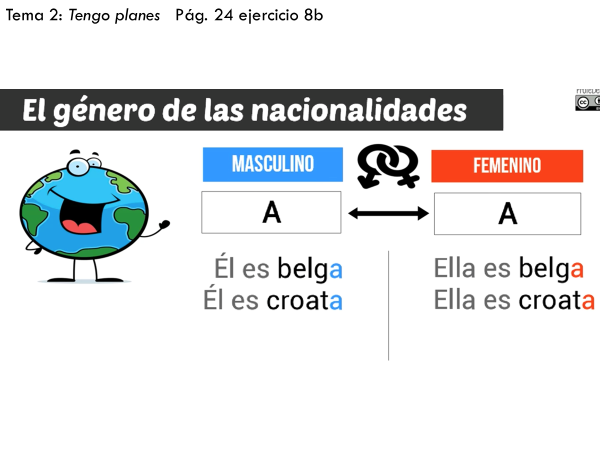 Tema 2: Tengo planes Pág. 24 ejercicio 8b
El género de las nacionalidades
MASCULINO
FEMENINO
A
A
Él es belga
Él es croata
Ella es belga
Ella es croata